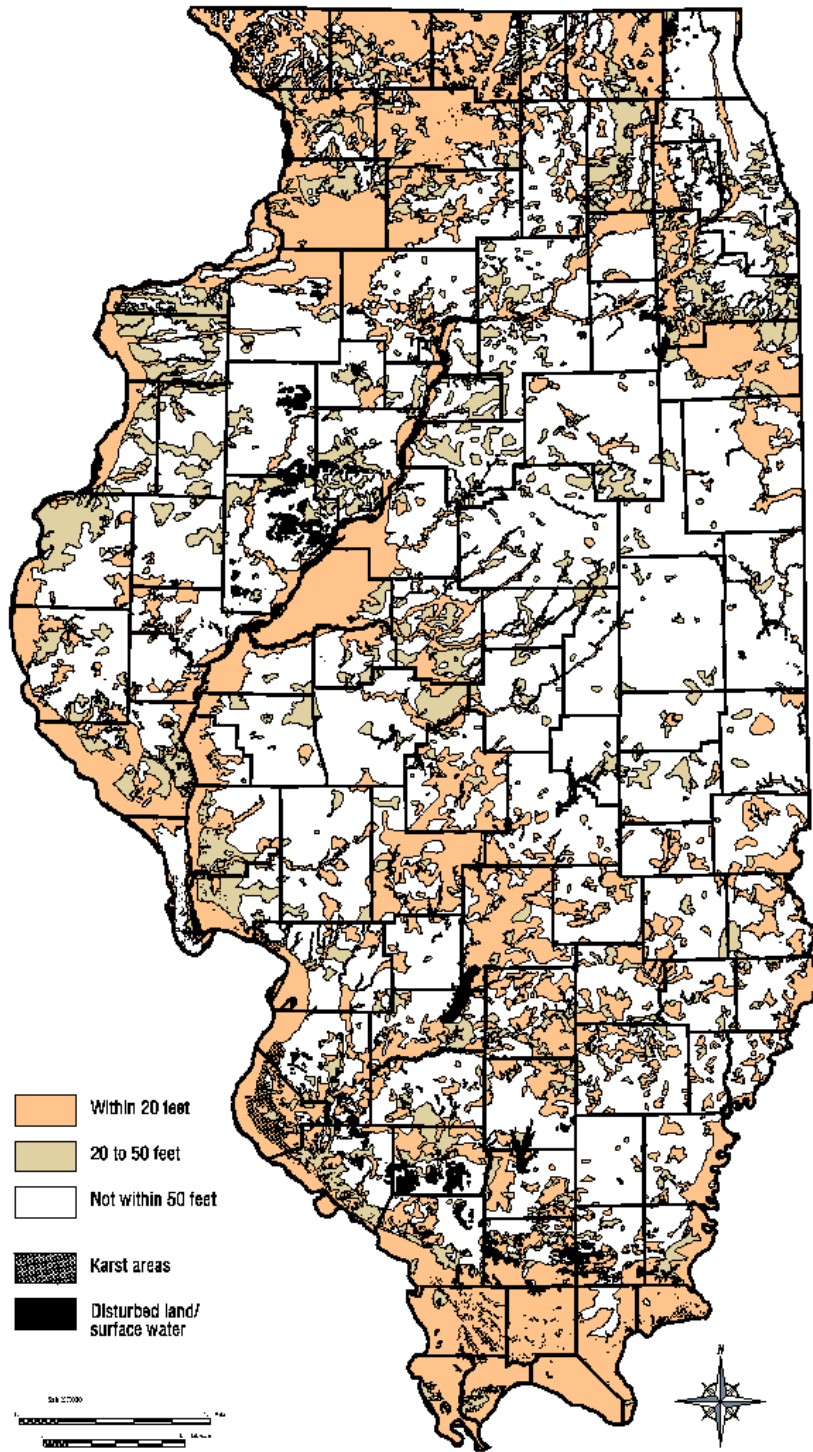 Within 20 feet
20 to 50 feet
Not within 50 feet
Karst areas
Disturbed land/
surface water
N